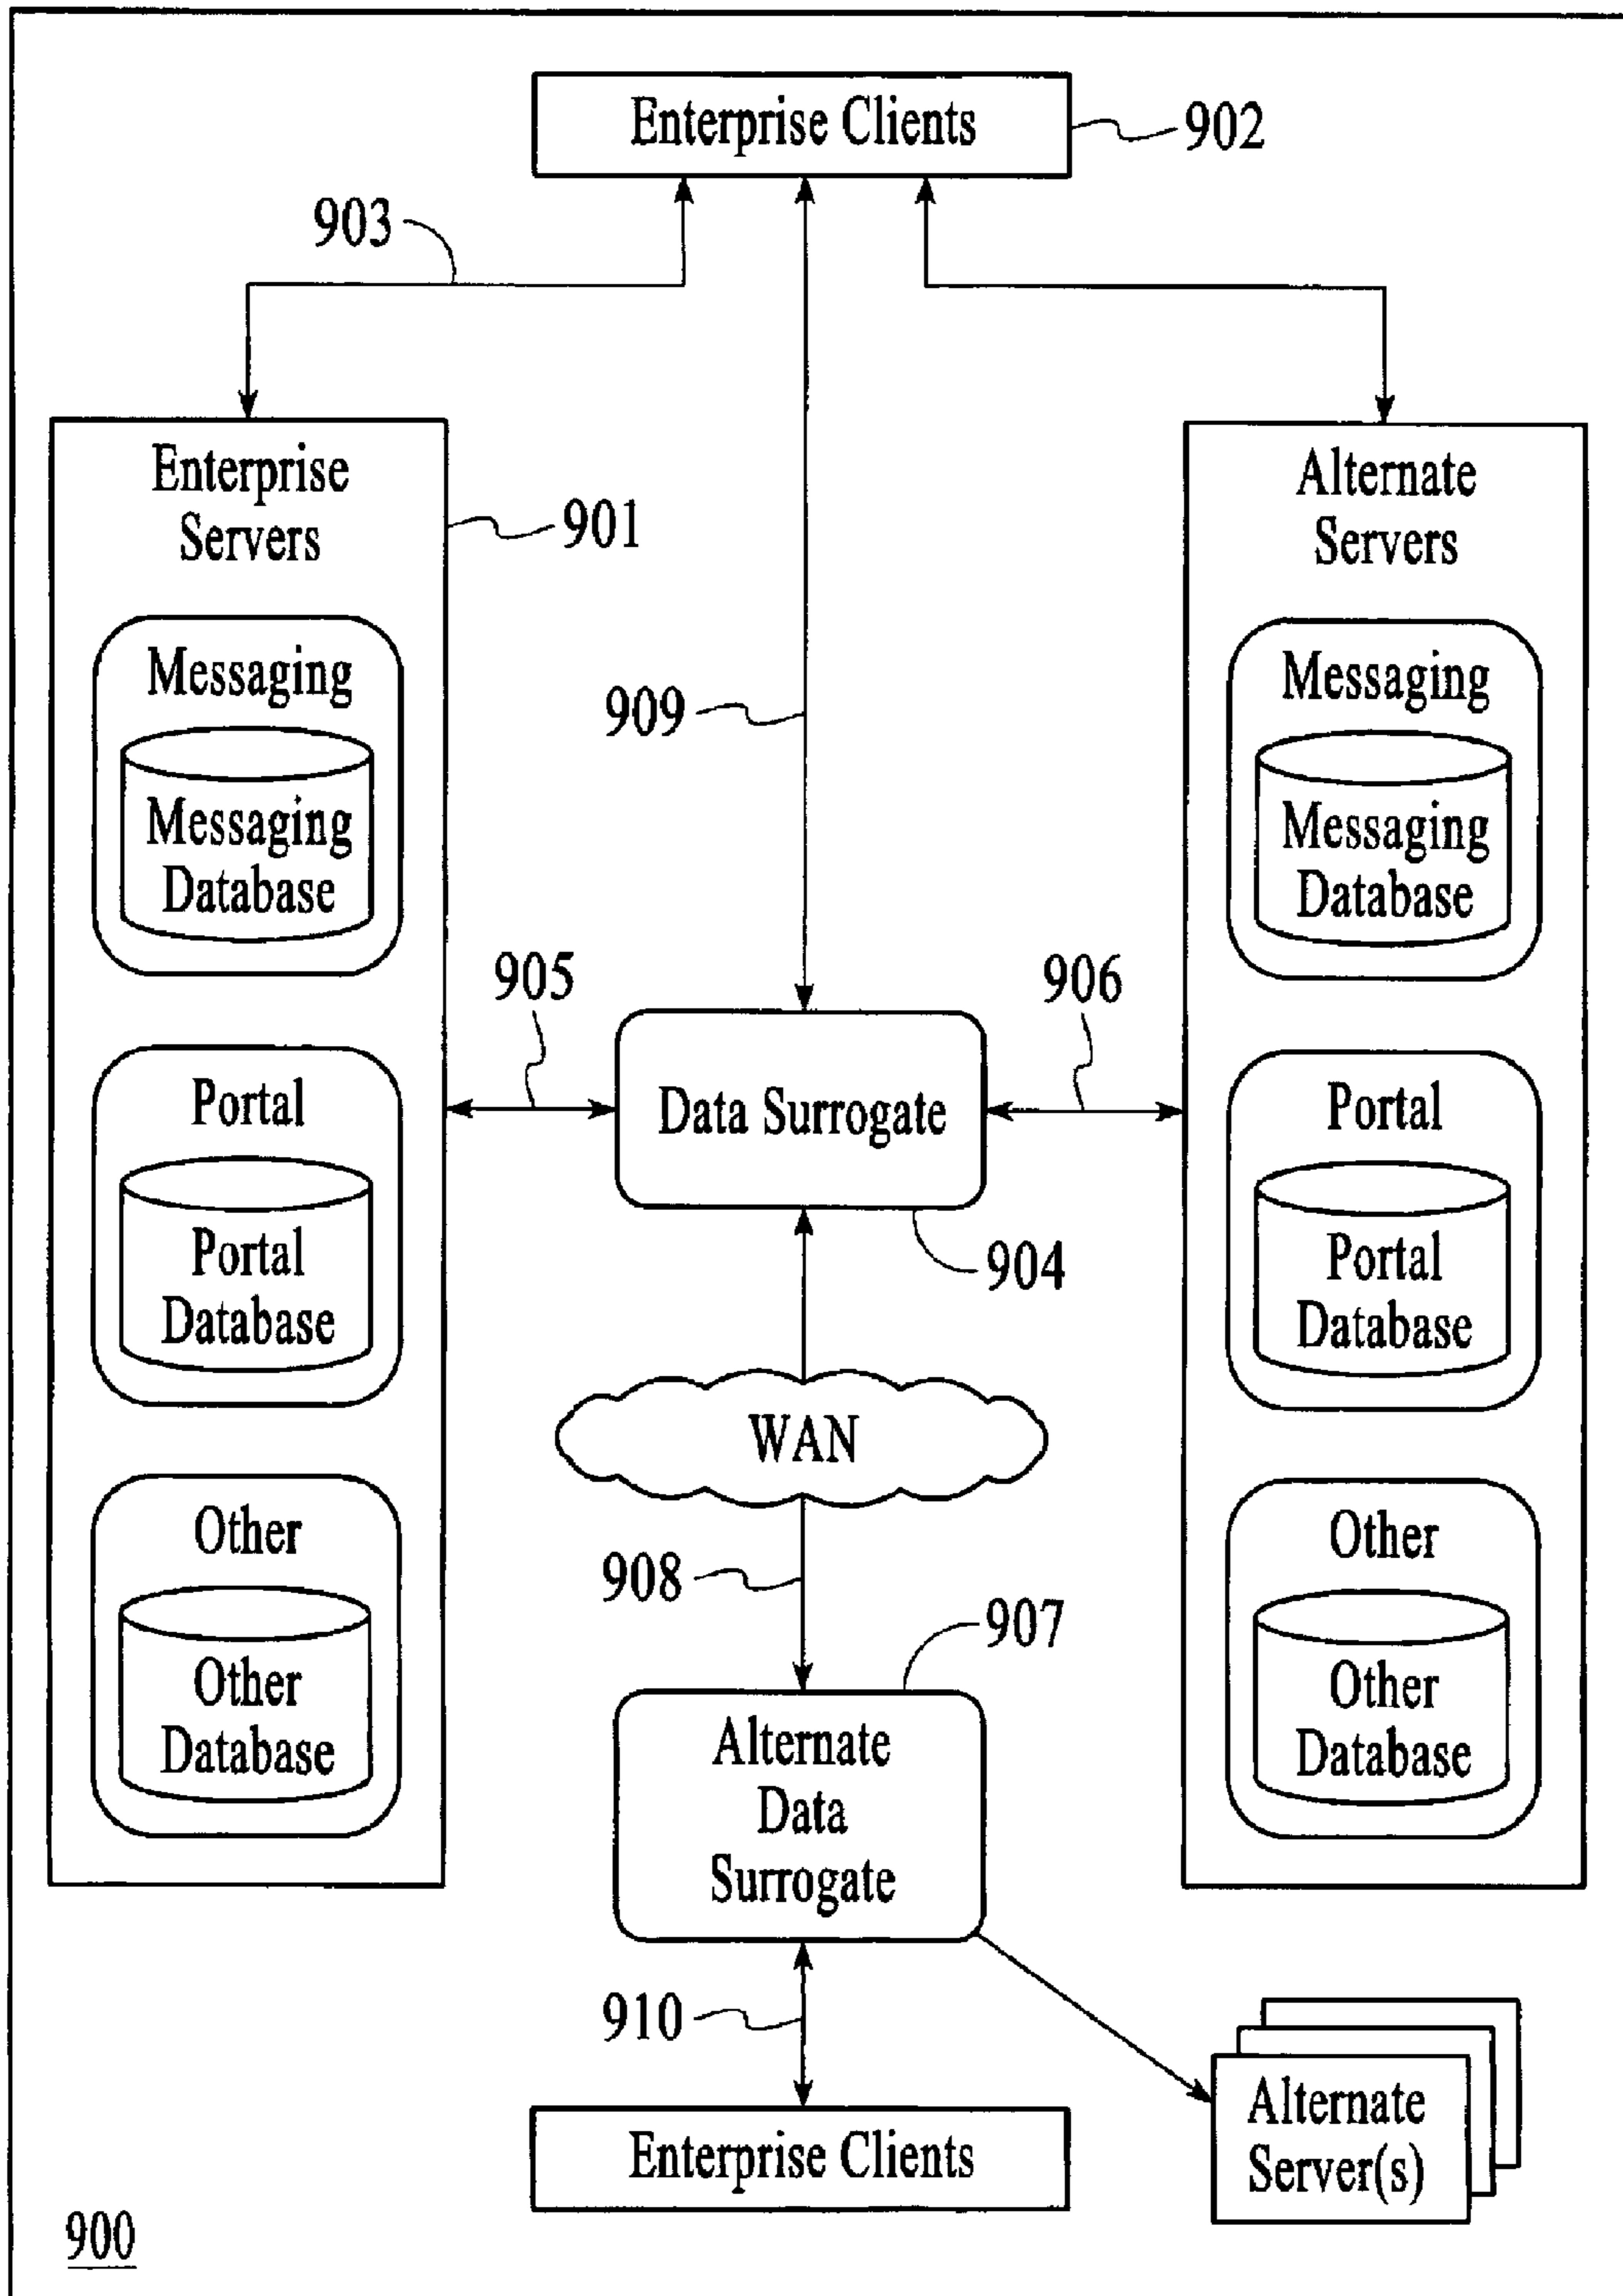 Enterprise Clients
902
903
Enterprise
Servers
901
Messaging
Messaging
Database
Portal
Portal
Database
Other
Other
Database
909
905
906
Data Surrogate
904
WAN
908
907
Alternate
Data
Surrogate
910
Enterprise Clients
Alternate
Servers
Messaging
Messaging
Database
Portal
Portal
Database
Other
Other
Database
Alternate
Server(s)
900